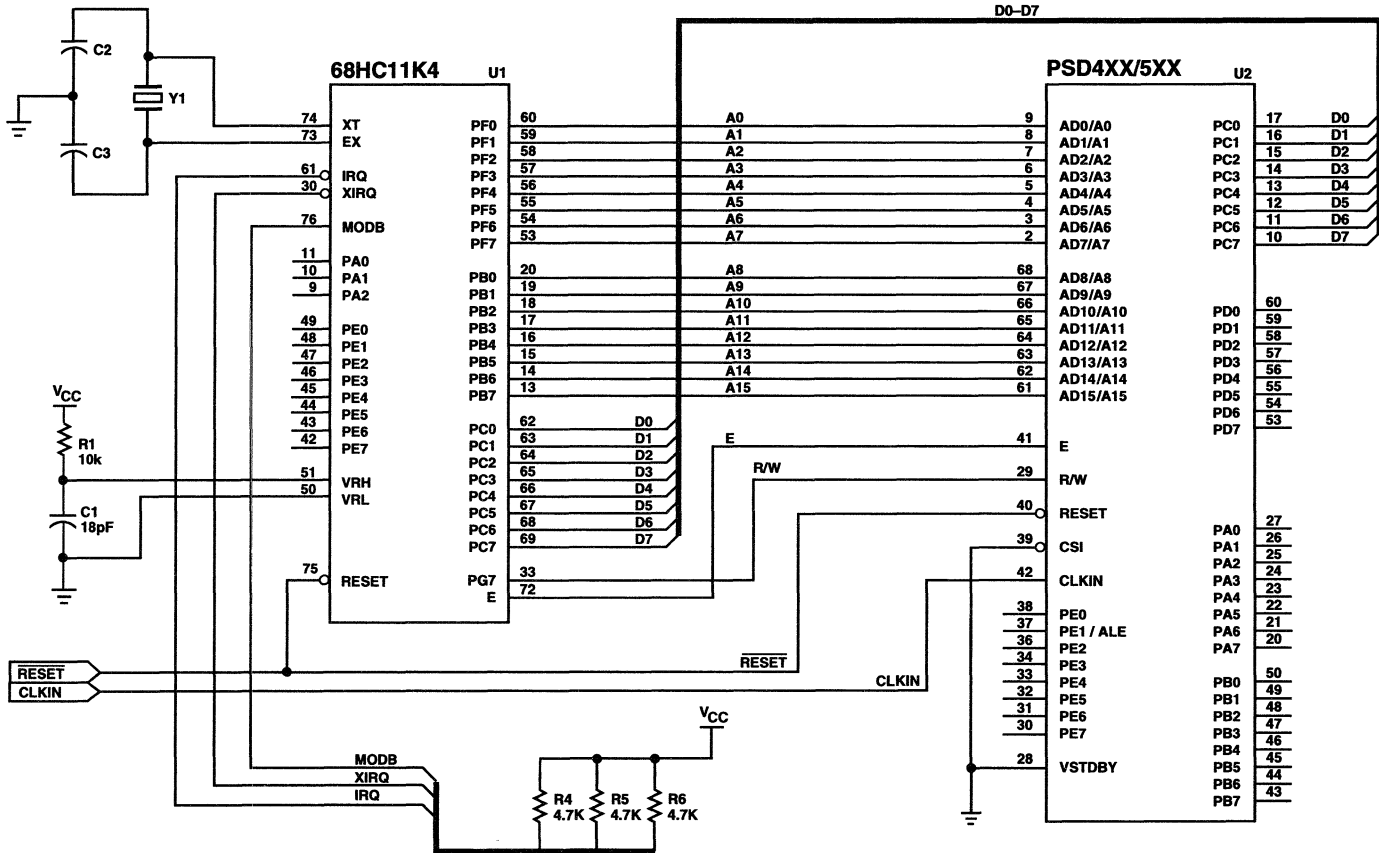 D0–D7
C2
C3
Y1
68HC11K4 U1
74 XT
73 EX
61 IRQ
30 XIRQ
76 MODB
11 PA0
10 PA1
9 PA2
49 PE0
48 PE1
47 PE2
46 PE3
45 PE4
44 PE5
43 PE6
42 PE7
51 VRH
50 VRL
75 RESET
VCC
R1
10k
C1
18pF
PF0 60 A0
PF1 59 A1
PF2 58 A2
PF3 57 A3
PF4 56 A4
PF5 55 A5
PF6 54 A6
PF7 53 A7
PB0 20 A8
PB1 19 A9
PB2 18 A10
PB3 17 A11
PB4 16 A12
PB5 15 A13
PB6 14 A14
PB7 13 A15
PC0 62 D0
PC1 63 D1
PC2 64 D2
PC3 65 D3
PC4 66 D4
PC5 67 D5
PC6 68 D6
PC7 69 D7
PG7 33 R/W
E 72 E
PSD4XX/5XX U2
9 AD0/A0
8 AD1/A1
7 AD2/A2
6 AD3/A3
5 AD4/A4
4 AD5/A5
3 AD6/A6
2 AD7/A7
68 AD8/A8
67 AD9/A9
66 AD10/A10
65 AD11/A11
64 AD12/A12
63 AD13/A13
62 AD14/A14
61 AD15/A15
41 E
29 R/W
40 RESET
39 CSI
42 CLKIN
38 PE0
37 PE1 / ALE
36 PE2
34 PE3
33 PE4
32 PE5
31 PE6
30 PE7
28 VSTDBY
PC0 17 D0
PC1 16 D1
PC2 15 D2
PC3 14 D3
PC4 13 D4
PC5 12 D5
PC6 11 D6
PC7 10 D7
PD0 60
PD1 59
PD2 58
PD3 57
PD4 56
PD5 55
PD6 54
PD7 53
PA0 27
PA1 26
PA2 25
PA3 24
PA4 23
PA5 22
PA6 21
PA7 20
PB0 50
PB1 49
PB2 48
PB3 47
PB4 46
PB5 45
PB6 44
PB7 43
RESET
CLKIN
RESET
CLKIN
MODB
XIRQ
IRQ
VCC
R4
4.7K
R5
4.7K
R6
4.7K